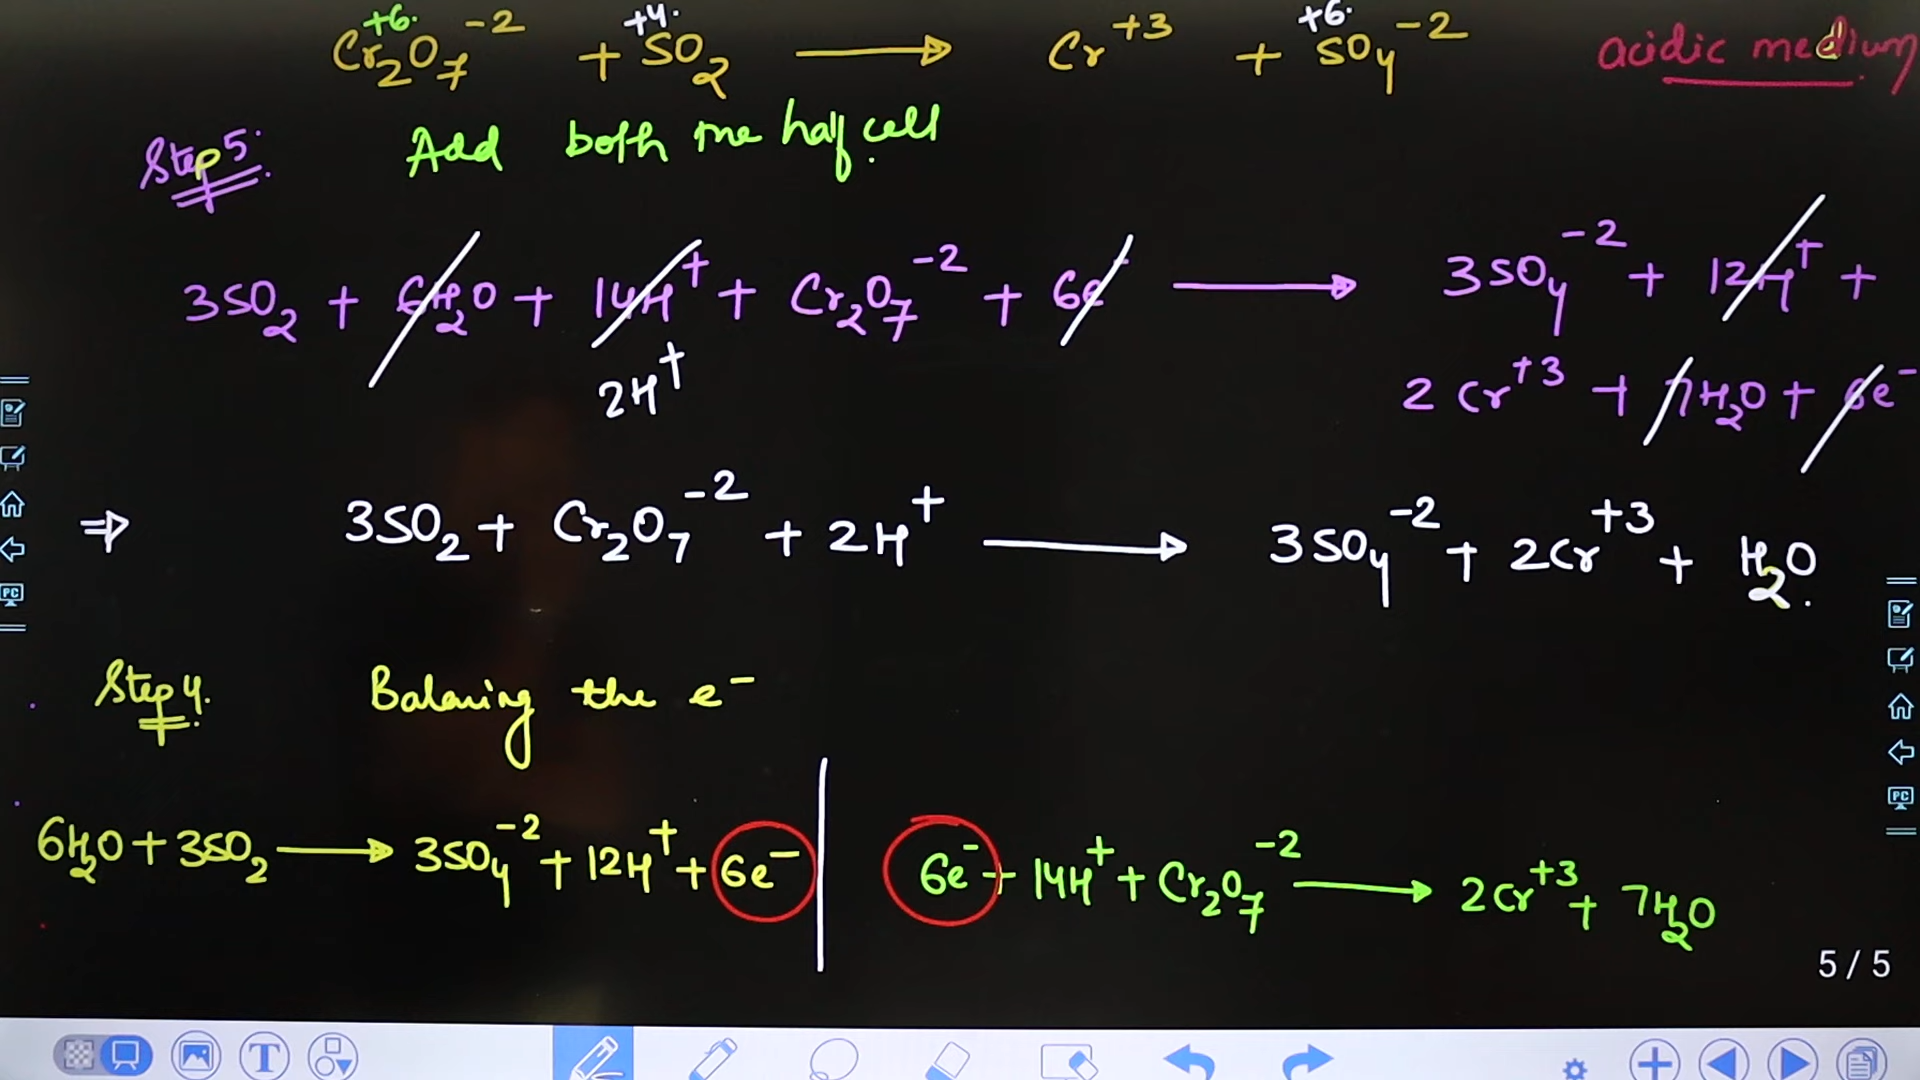 +6. +4. +6.
Cr₂O₇⁻² + SO₂ ⟶ Cr⁺³ + SO₄⁻² acidic medium
Step 5. Add both the half cell.
3SO₂ + 6H₂O + 14H⁺ + Cr₂O₇⁻² + 6e⁻ ⟶ 3SO₄⁻² + 12H⁺ +
2H⁺ 2Cr⁺³ + 7H₂O + 6e⁻
⇒ 3SO₂ + Cr₂O₇⁻² + 2H⁺ ⟶ 3SO₄⁻² + 2Cr⁺³ + H₂O.
Step 4. Balancing the e⁻
6H₂O + 3SO₂ ⟶ 3SO₄⁻² + 12H⁺ + 6e⁻
6e⁻ + 14H⁺ + Cr₂O₇⁻² ⟶ 2Cr⁺³ + 7H₂O
5/5
PC
PC
T